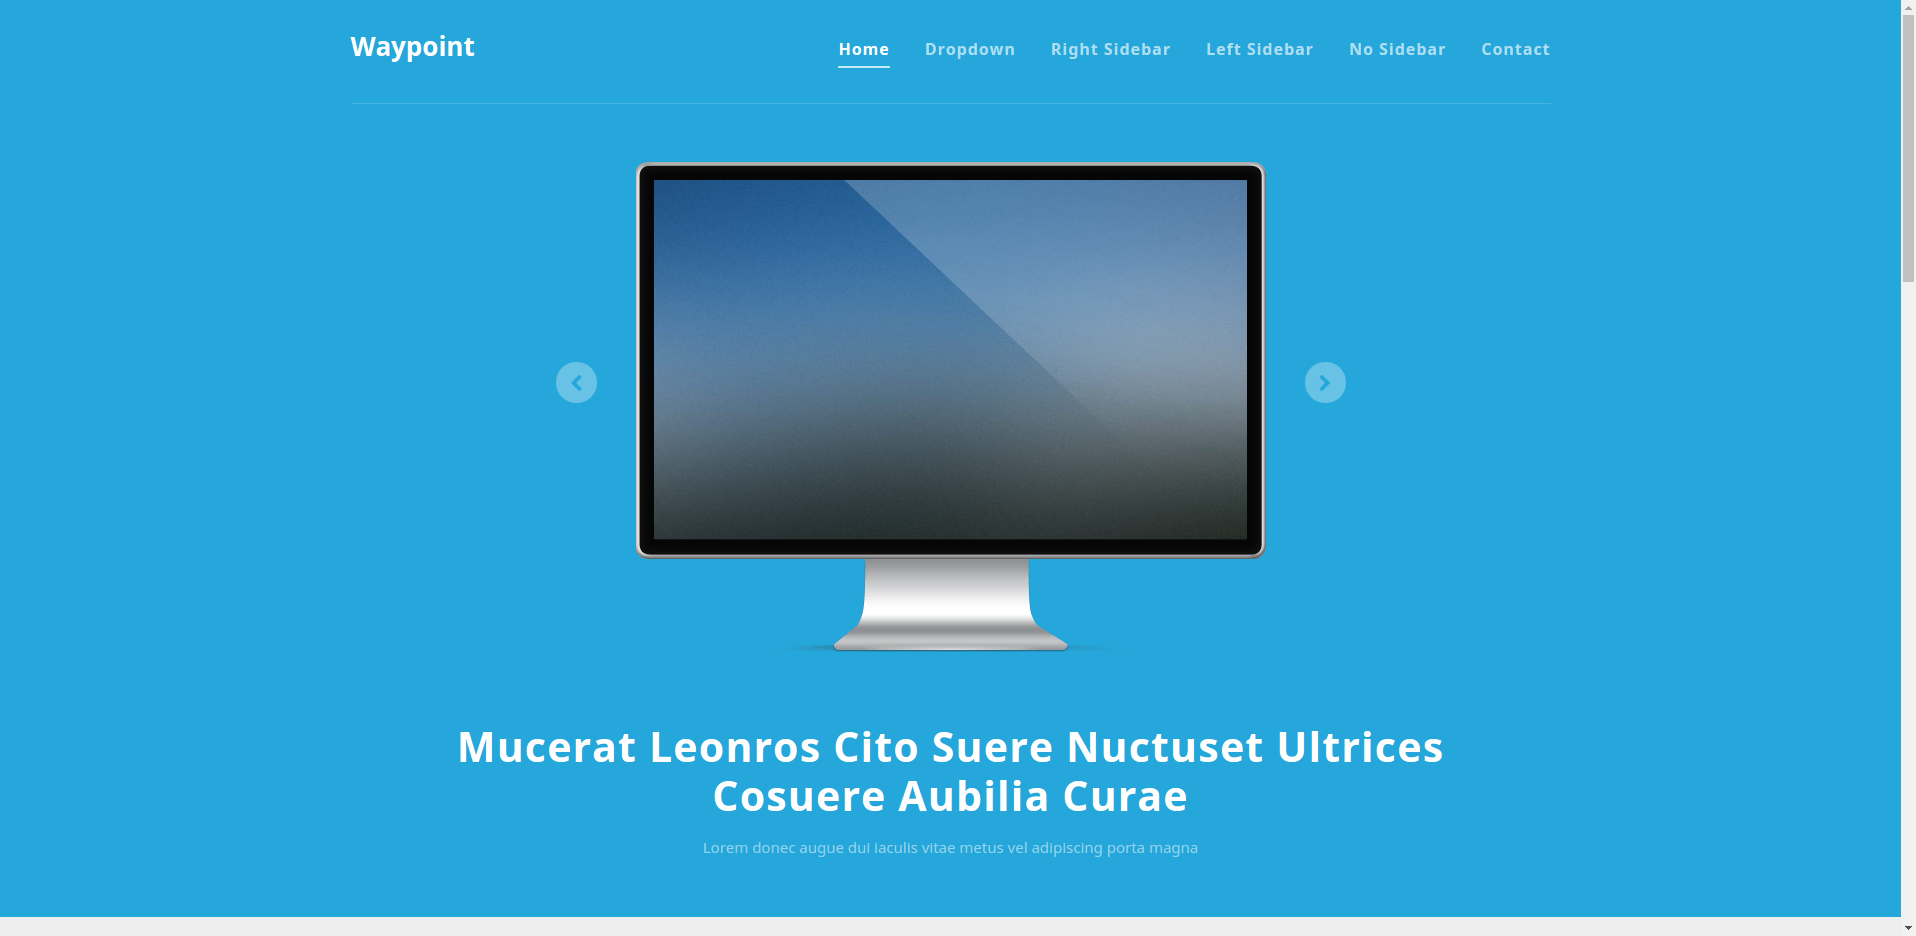 Waypoint
Home Dropdown Right Sidebar Left Sidebar No Sidebar Contact
Mucerat Leonros Cito Suere Nuctuset Ultrices
Cosuere Aubilia Curae
Lorem donec augue dui iaculis vitae metus vel adipiscing porta magna